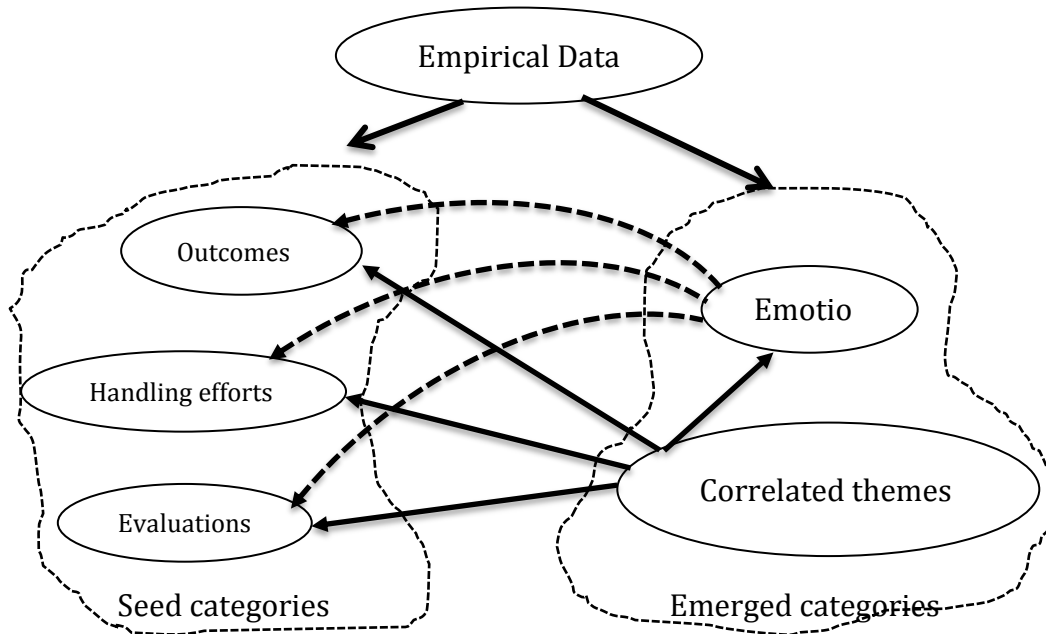 Empirical Data
Outcomes
Emotio
Handling efforts
Correlated themes
Evaluations
Seed categories
Emerged categories